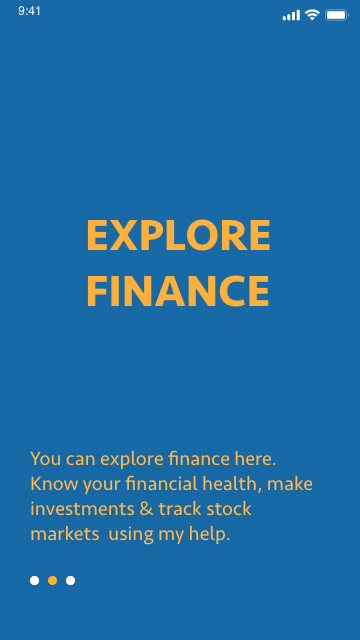 9:41
EXPLORE
FINANCE
You can explore finance here.
Know your financial health, make
investments & track stock
markets  using my help.